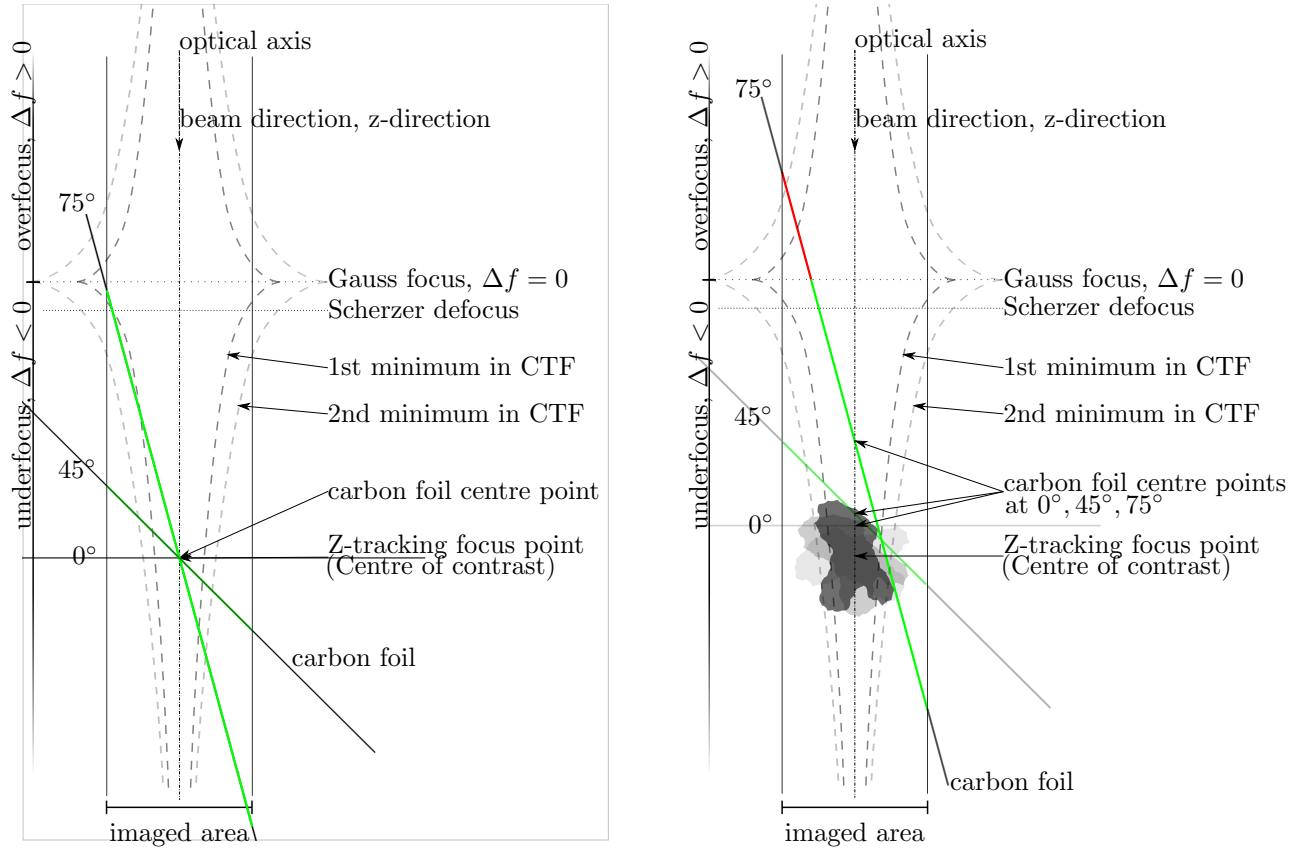 optical axis
overfocus, Δf > 0
beam direction, z-direction
75°
Gauss focus, Δf = 0
Scherzer defocus
underfocus, Δf < 0
1st minimum in CTF
2nd minimum in CTF
45°
carbon foil centre point
0°
Z-tracking focus point
(Centre of contrast)
carbon foil
imaged area
optical axis
overfocus, Δf > 0
75°
beam direction, z-direction
Gauss focus, Δf = 0
Scherzer defocus
underfocus, Δf < 0
1st minimum in CTF
2nd minimum in CTF
45°
carbon foil centre points
at 0°, 45°, 75°
0°
Z-tracking focus point
(Centre of contrast)
carbon foil
imaged area